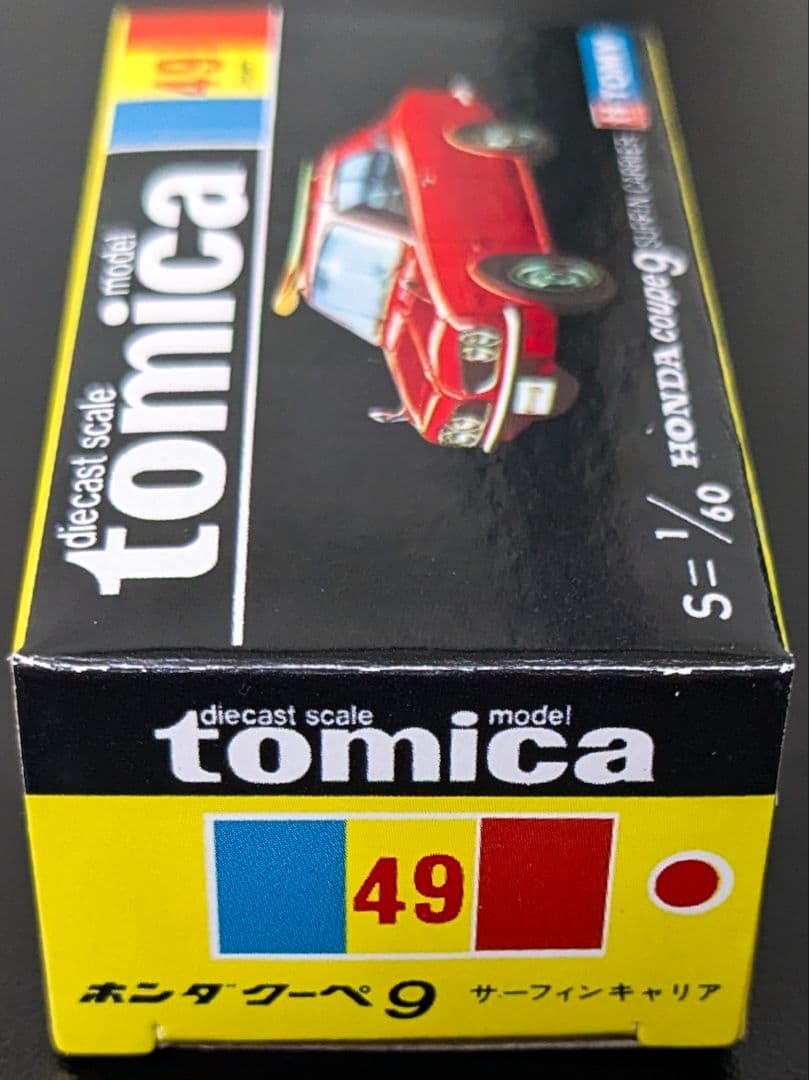 49
TOMY
diecast scale model
tomica
S=1/60 HONDA coupe9 SURFIN CARRIER
diecast scale model
tomica
49
ホンダクーペ9 サーフィンキャリア